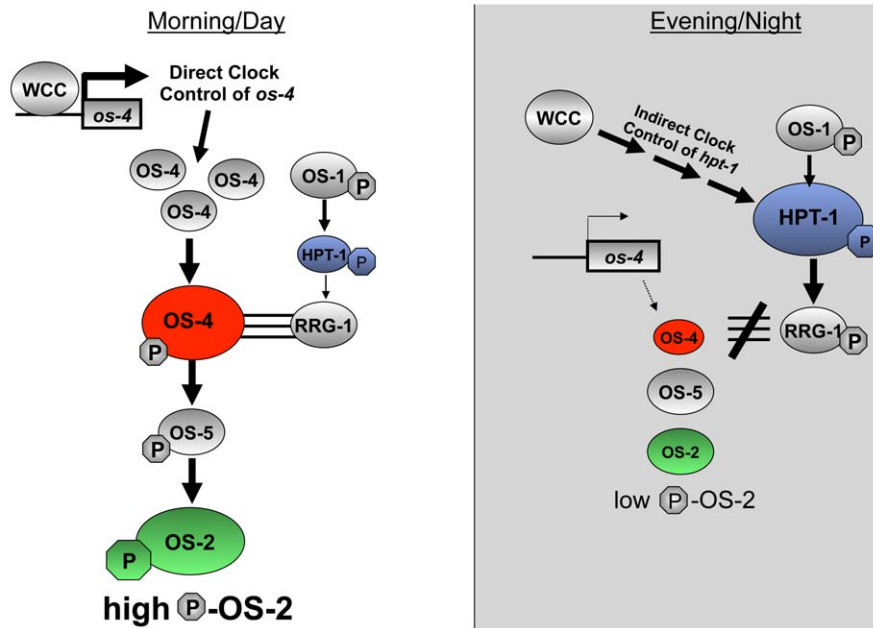 Morning/Day
WCC
os-4
Direct Clock
Control of os-4
OS-4
OS-4
OS-4
OS-1
P
HPT-1
P
OS-4
P
RRG-1
OS-5
P
OS-2
P
high P-OS-2
Evening/Night
WCC
Indirect Clock
Control of hpt-1
OS-1
P
HPT-1
P
os-4
OS-4
RRG-1
P
OS-5
OS-2
low P-OS-2